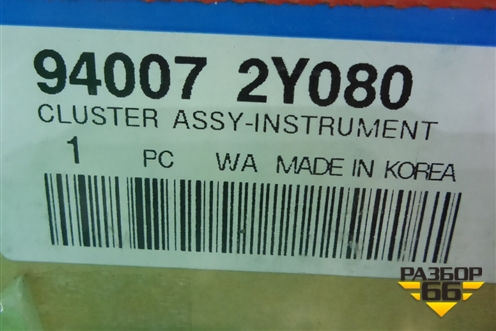 94007 2Y080
CLUSTER ASSY-INSTRUMENT
1 PC WA MADE IN KOREA
РАЗБОР
66